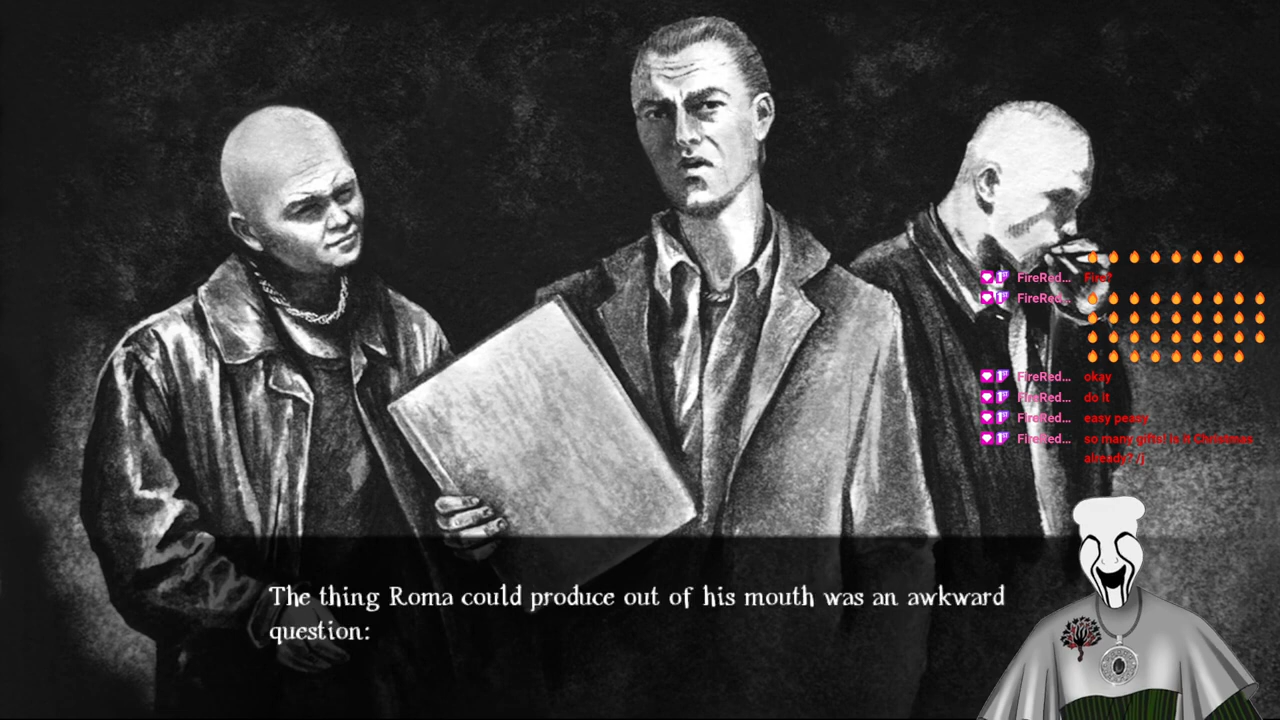 FireRed... Fire?
FireRed...
FireRed... okay
FireRed... do it
FireRed... easy peasy
FireRed... so many gifts! is it Christmas
already? /j
The thing Roma could produce out of his mouth was an awkward
question: